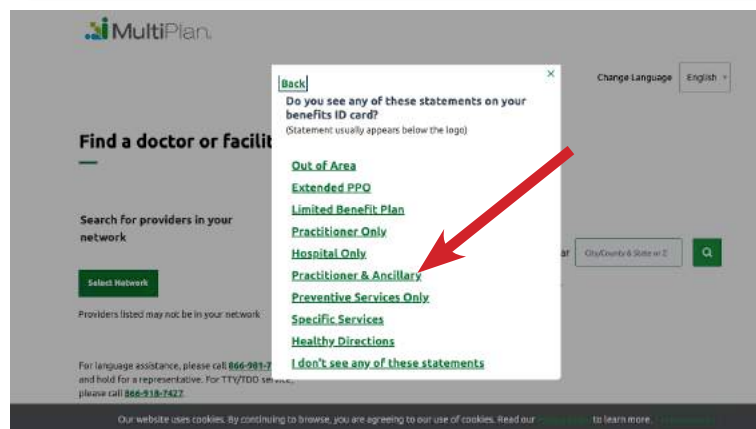 MultiPlan.
Change Language English
Back
Do you see any of these statements on your
benefits ID card?
(Statement usually appears below the logo)
Find a doctor or facilit
Out of Area
Extended PPO
Limited Benefit Plan
Practitioner Only
Hospital Only
Practitioner & Ancillary
Preventive Services Only
Specific Services
Healthy Directions
I don't see any of these statements
Search for providers in your
network
ar City/County & State or Z
Select Network
Providers listed may not be in your network
For language assistance, please call 866-981-7
and hold for a representative. For TTY/TDD service,
please call 866-918-7427.
Our website uses cookies. By continuing to browse, you are agreeing to our use of cookies. Read our to learn more.